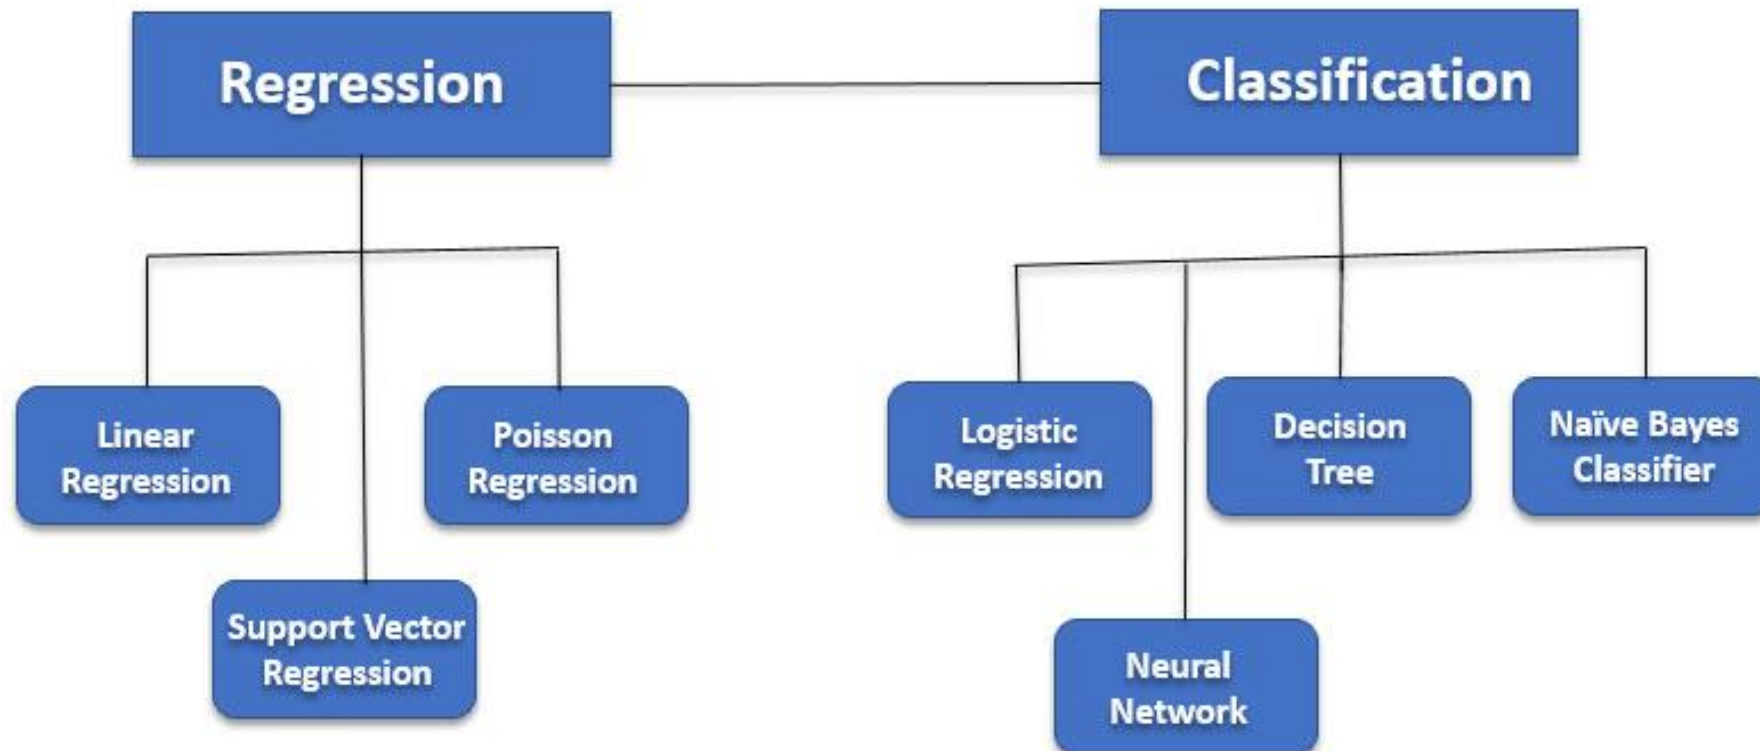 Regression
Classification
Linear
Regression
Poisson
Regression
Logistic
Regression
Decision
Tree
Naïve Bayes
Classifier
Support Vector
Regression
Neural
Network